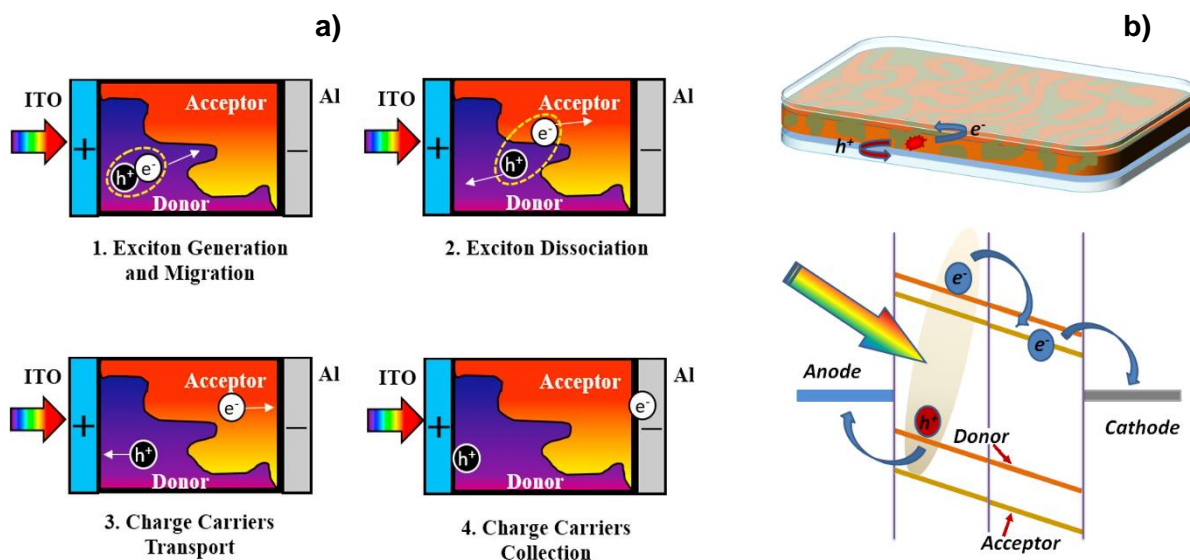 a)
ITO
Acceptor
Al
+
h+
e-
−
Donor
1. Exciton Generation
and Migration
ITO
Acceptor
Al
+
e-
h+
−
Donor
2. Exciton Dissociation
ITO
Acceptor
Al
+
e-
h+
−
Donor
3. Charge Carriers
Transport
ITO
Acceptor
Al
+
e-
h+
−
Donor
4. Charge Carriers
Collection
b)
e-
h+
e-
e-
Anode
h+
Donor
Cathode
Acceptor